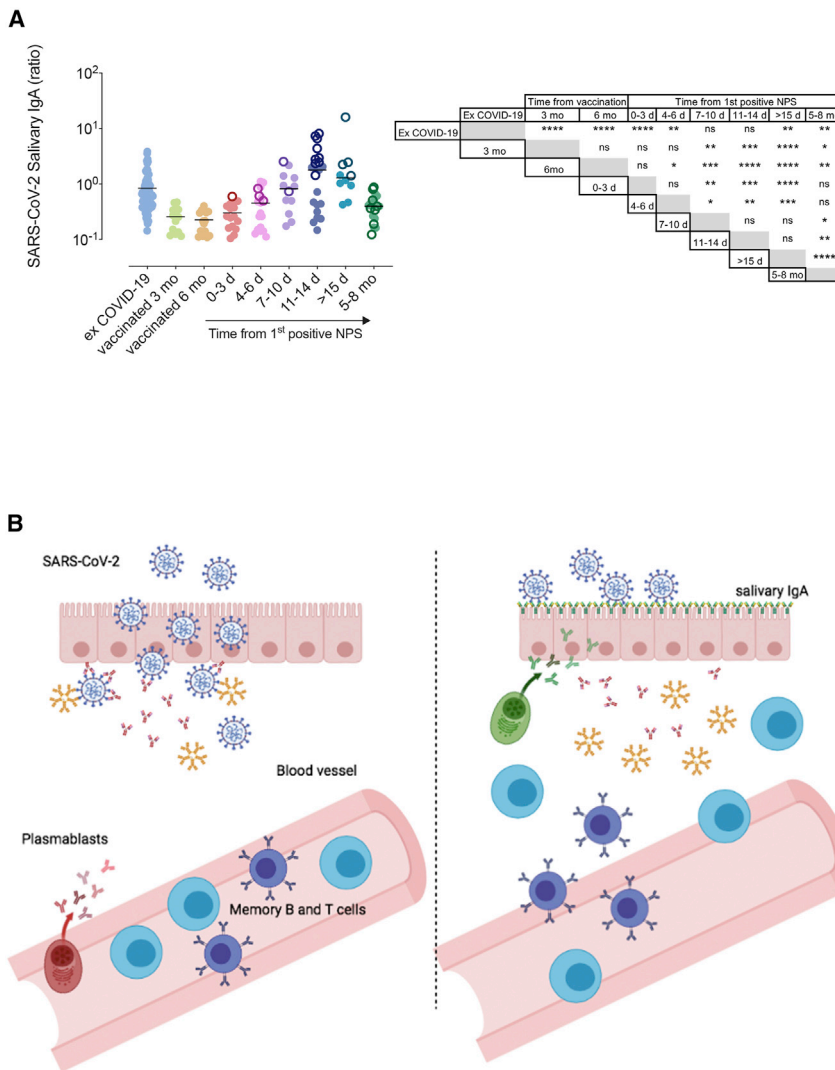 A
SARS-CoV-2 Salivary IgA (ratio)
10²
10¹
10⁰
10⁻¹
ex COVID-19
vaccinated 3 mo
vaccinated 6 mo
0-3 d
4-6 d
7-10 d
11-14 d
>15 d
5-8 mo
Time from 1st positive NPS
Time from vaccination Time from 1st positive NPS
Ex COVID-19 3 mo 6 mo 0-3 d 4-6 d 7-10 d 11-14 d >15 d 5-8 m
Ex COVID-19 **** **** **** ** ns ns ** **
3 mo ns ns ns ** *** **** *
6mo ns * *** **** **** **
0-3 d ns ** *** **** ns
4-6 d * ** *** ns
7-10 d ns ns *
11-14 d ns **
>15 d ****
5-8 mo
B
SARS-CoV-2
salivary IgA
Blood vessel
Plasmablasts
Memory B and T cells